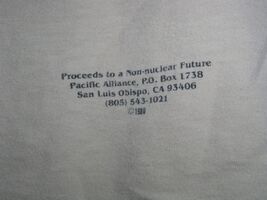 Proceeds to a Non-nuclear Future
Pacific Alliance, P.O. Box 1738
San Luis Obispo, CA 93406
(805) 543-1021
©